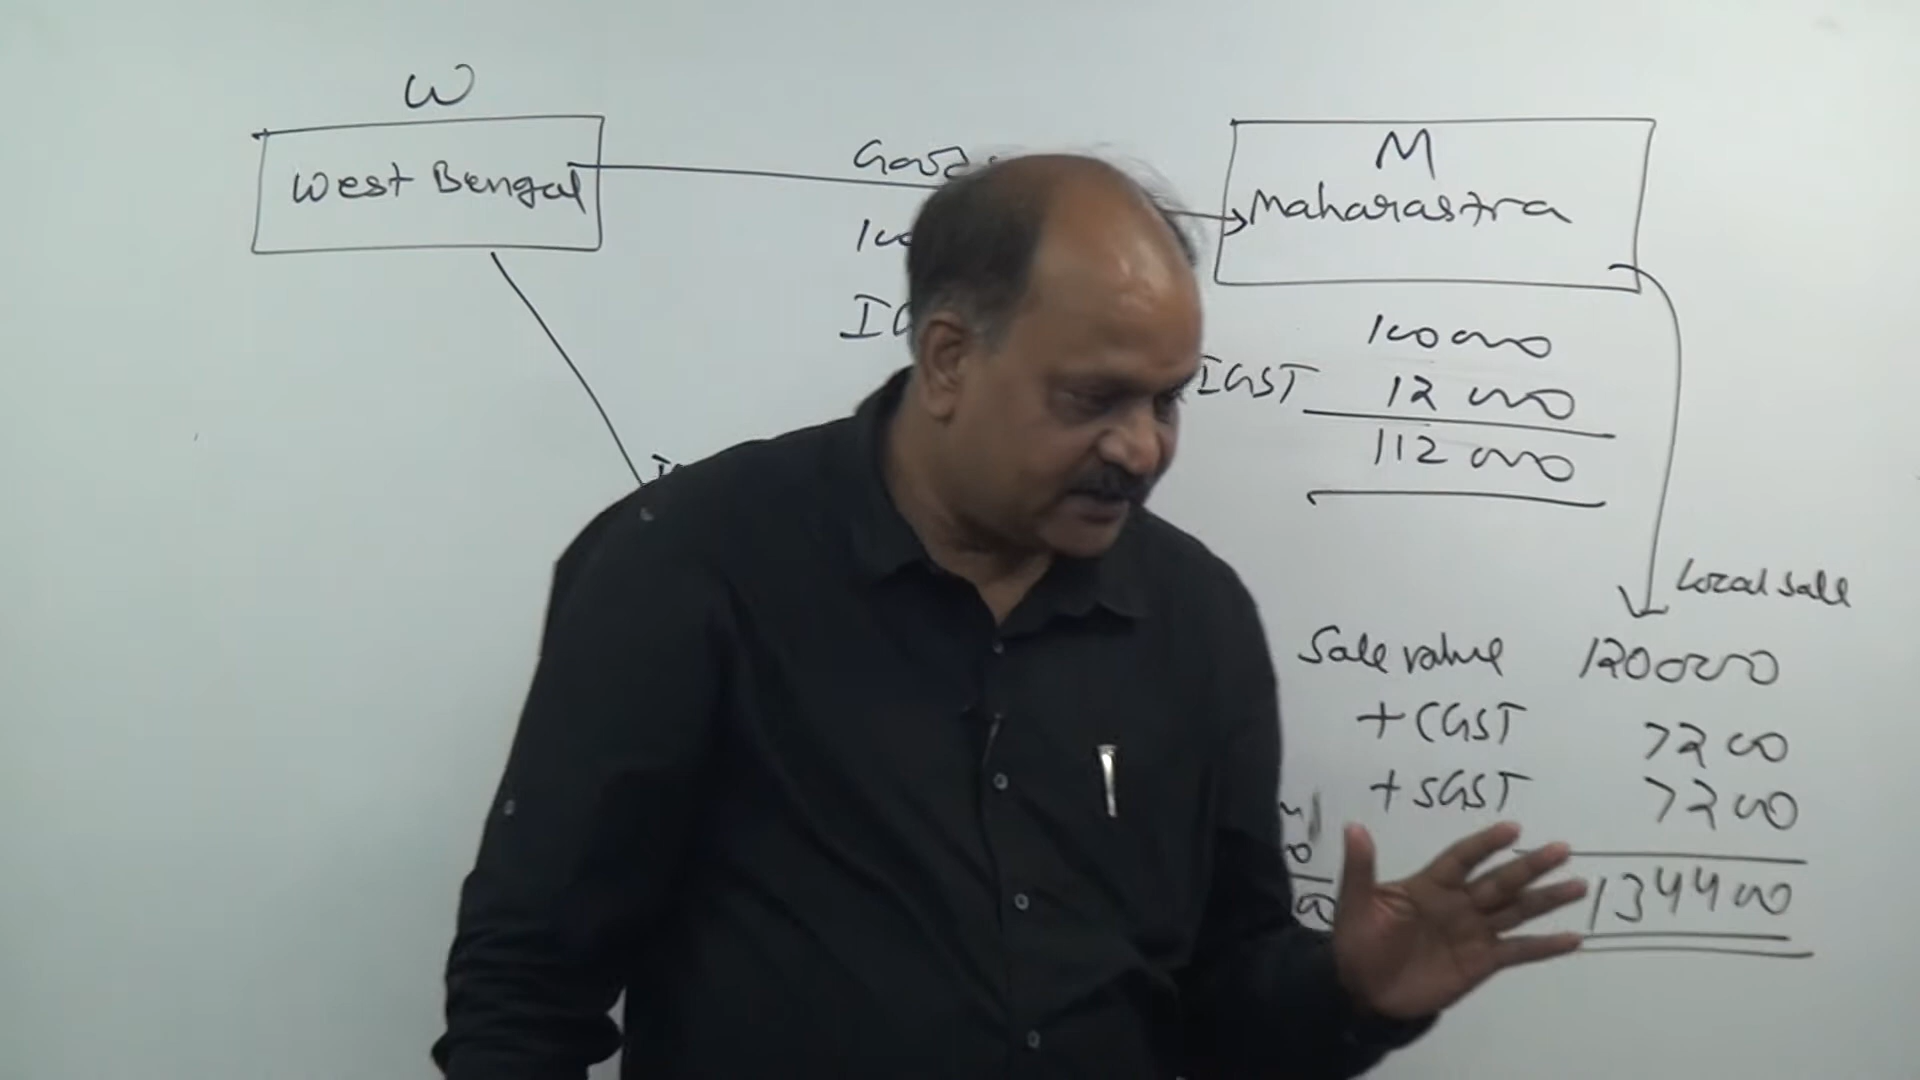 W
West Bengal
M
Maharastra
100000
IGST 12000
112000
Local sale
Sale value 120000
+CGST 7200
+SGST 7200
134400